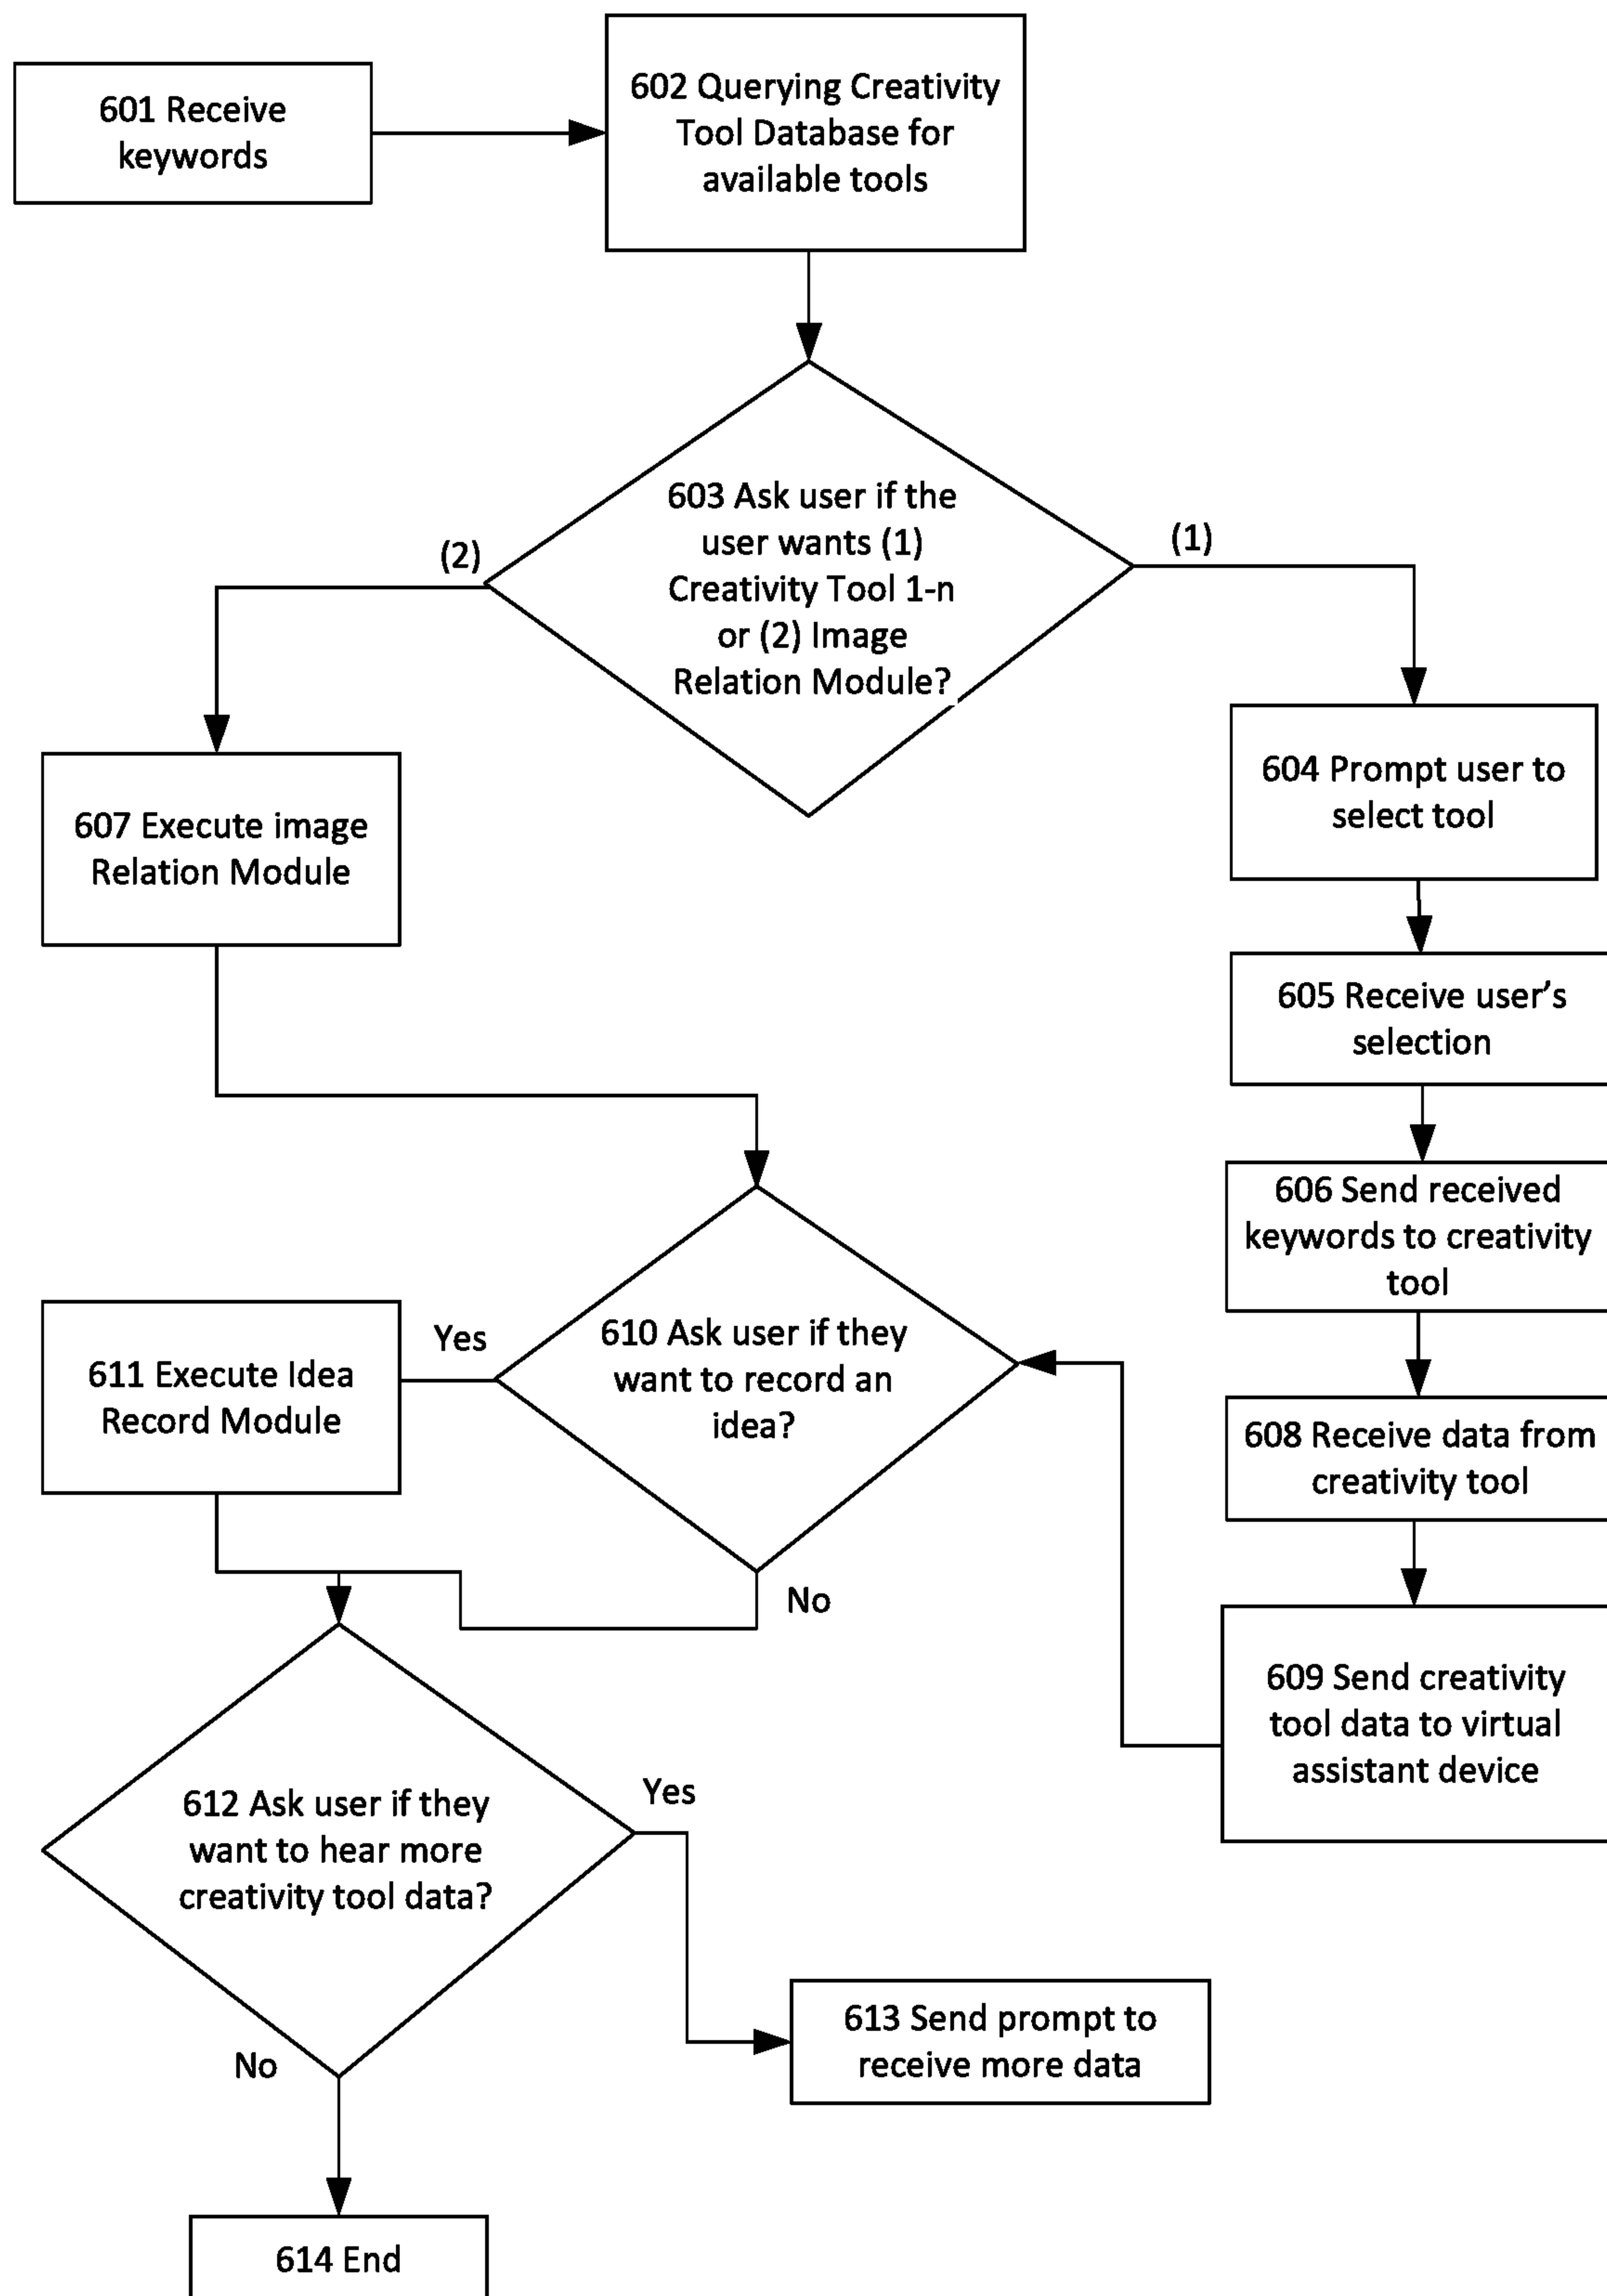 601 Receive
keywords
602 Querying Creativity
Tool Database for
available tools
603 Ask user if the
user wants (1)
Creativity Tool 1-n
or (2) Image
Relation Module?
(2)
(1)
604 Prompt user to
select tool
607 Execute image
Relation Module
605 Receive user’s
selection
606 Send received
keywords to creativity
tool
610 Ask user if they
want to record an
idea?
Yes
No
611 Execute Idea
Record Module
608 Receive data from
creativity tool
609 Send creativity
tool data to virtual
assistant device
612 Ask user if they
want to hear more
creativity tool data?
Yes
No
613 Send prompt to
receive more data
614 End